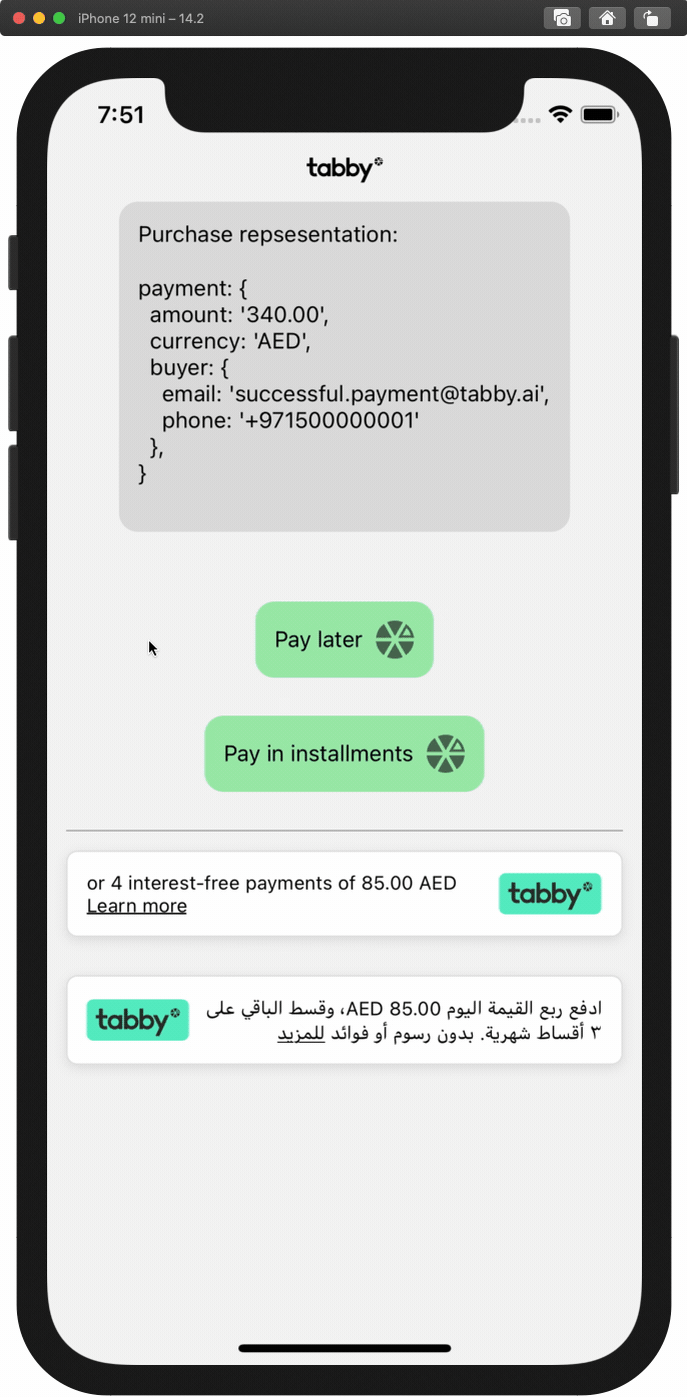 iPhone 12 mini – 14.2
7:51
tabby
Purchase repsesentation:
payment: {
amount: '340.00',
currency: 'AED',
buyer: {
email: 'successful.payment@tabby.ai',
phone: '+971500000001'
},
}
Pay later
Pay in installments
or 4 interest-free payments of 85.00 AED
Learn more
tabby
ادفع ربع القيمة اليوم 85.00 AED، وقسط الباقي على
٣ أقساط شهرية. بدون رسوم أو فوائد للمزيد
tabby